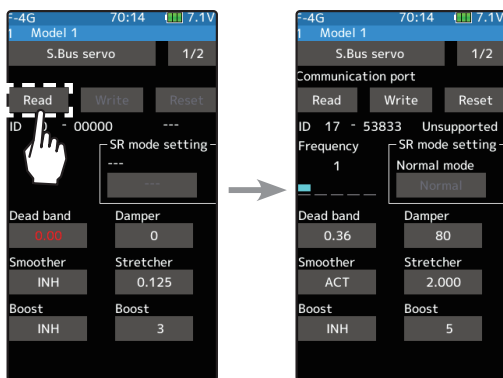 -4G 70:14 7.1V
1 Model 1
S.Bus servo 1/2
Read Write Reset
ID - 00000 ---
SR mode setting
---
---
Dead band Damper
0.00 0
Smoother Stretcher
INH 0.125
Boost Boost
INH 3
-4G 70:14 7.1V
1 Model 1
S.Bus servo 1/2
Communication port
Read Write Reset
ID 17 - 53833 Unsupported
Frequency SR mode setting
1 Normal mode
Normal
Dead band Damper
0.36 80
Smoother Stretcher
ACT 2.000
Boost Boost
INH 5